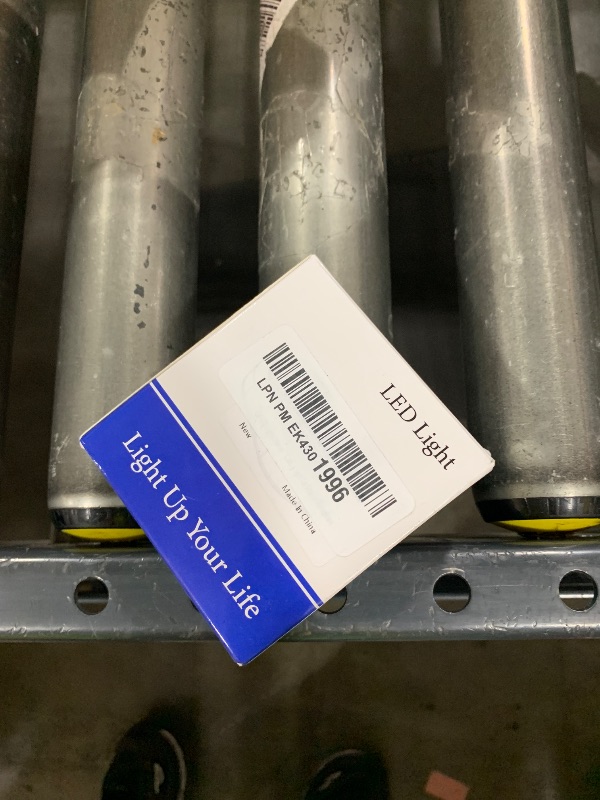 LED Light
LPN PM EK430 1996
New
Made in China
Light Up Your Life